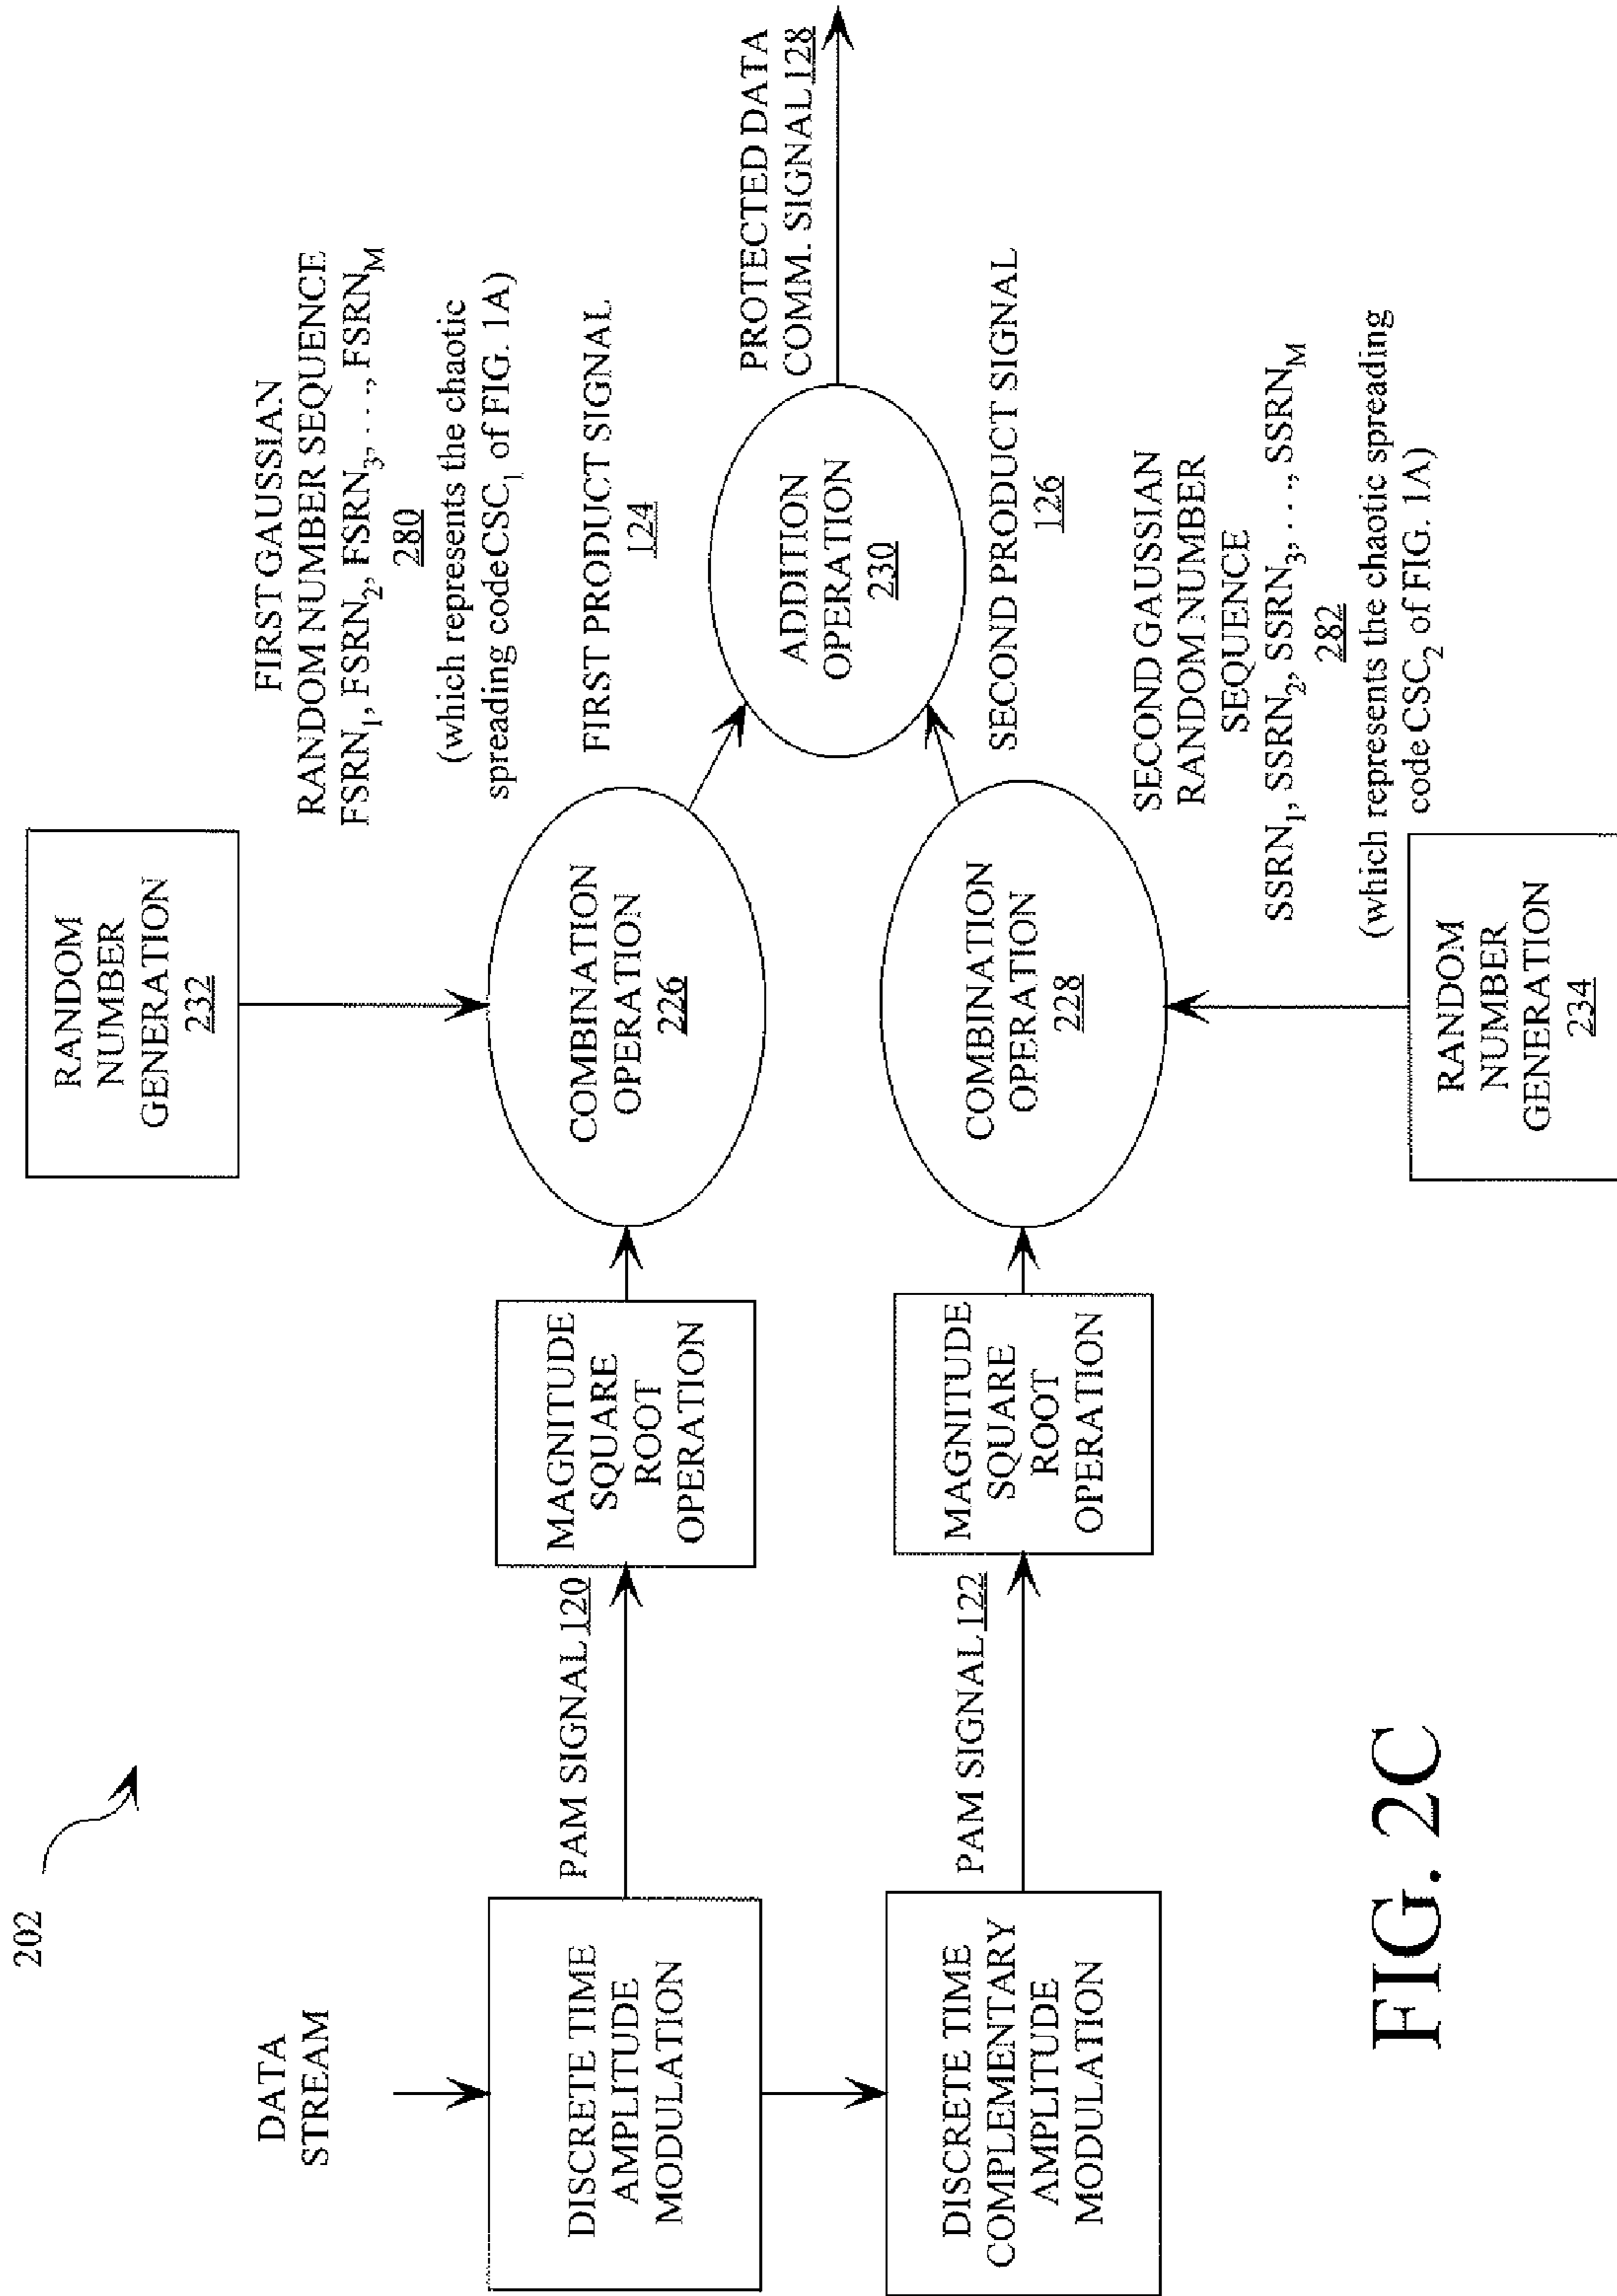 202
DATA
STREAM
DISCRETE TIME
AMPLITUDE
MODULATION
DISCRETE TIME
COMPLEMENTARY
AMPLITUDE
MODULATION
PAM SIGNAL 120
PAM SIGNAL 122
MAGNITUDE
SQUARE
ROOT
OPERATION
MAGNITUDE
SQUARE
ROOT
OPERATION
RANDOM
NUMBER
GENERATION
232
COMBINATION
OPERATION
226
COMBINATION
OPERATION
228
RANDOM
NUMBER
GENERATION
234
FIRST GAUSSIAN
RANDOM NUMBER SEQUENCE
FSRN₁, FSRN₂, FSRN₃, . . ., FSRN_M
280
(which represents the chaotic
spreading code CSC₁ of FIG. 1A)
FIRST PRODUCT SIGNAL
124
ADDITION
OPERATION
230
SECOND PRODUCT SIGNAL
126
SECOND GAUSSIAN
RANDOM NUMBER
SEQUENCE
SSRN₁, SSRN₂, SSRN₃, . . ., SSRN_M
282
(which represents the chaotic spreading
code CSC₂ of FIG. 1A)
PROTECTED DATA
COMM. SIGNAL 128
FIG. 2C